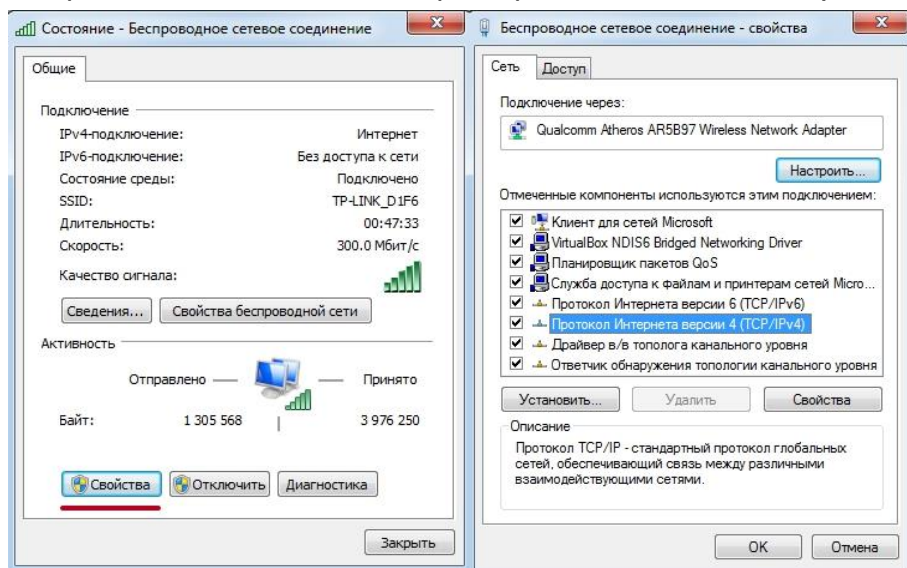 Состояние - Беспроводное сетевое соединение
Общие
Подключение
IPv4-подключение: Интернет
IPv6-подключение: Без доступа к сети
Состояние среды: Подключено
SSID: TP-LINK_D1F6
Длительность: 00:47:33
Скорость: 300.0 Мбит/с
Качество сигнала:
Сведения... Свойства беспроводной сети
Активность
Отправлено — — Принято
Байт: 1 305 568 3 976 250
Свойства Отключить Диагностика
Закрыть
Беспроводное сетевое соединение - свойства
Сеть Доступ
Подключение через:
Qualcomm Atheros AR5B97 Wireless Network Adapter
Настроить...
Отмеченные компоненты используются этим подключением:
Клиент для сетей Microsoft
VirtualBox NDIS6 Bridged Networking Driver
Планировщик пакетов QoS
Служба доступа к файлам и принтерам сетей Micro...
Протокол Интернета версии 6 (TCP/IPv6)
Протокол Интернета версии 4 (TCP/IPv4)
Драйвер в/в тополога канального уровня
Ответчик обнаружения топологии канального уровня
Установить... Удалить Свойства
Описание
Протокол TCP/IP - стандартный протокол глобальных
сетей, обеспечивающий связь между различными
взаимодействующими сетями.
OK Отмена